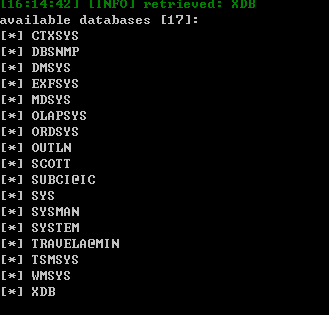 [16:14:42] [INFO] retrieved: XDB
available databases [17]:
[*] CTXSYS
[*] DBSNMP
[*] DMSYS
[*] EXFSYS
[*] MDSYS
[*] OLAPSYS
[*] ORDSYS
[*] OUTLN
[*] SCOTT
[*] SUBCI@IC
[*] SYS
[*] SYSMAN
[*] SYSTEM
[*] TRAVELA@MIN
[*] TSMSYS
[*] WMSYS
[*] XDB